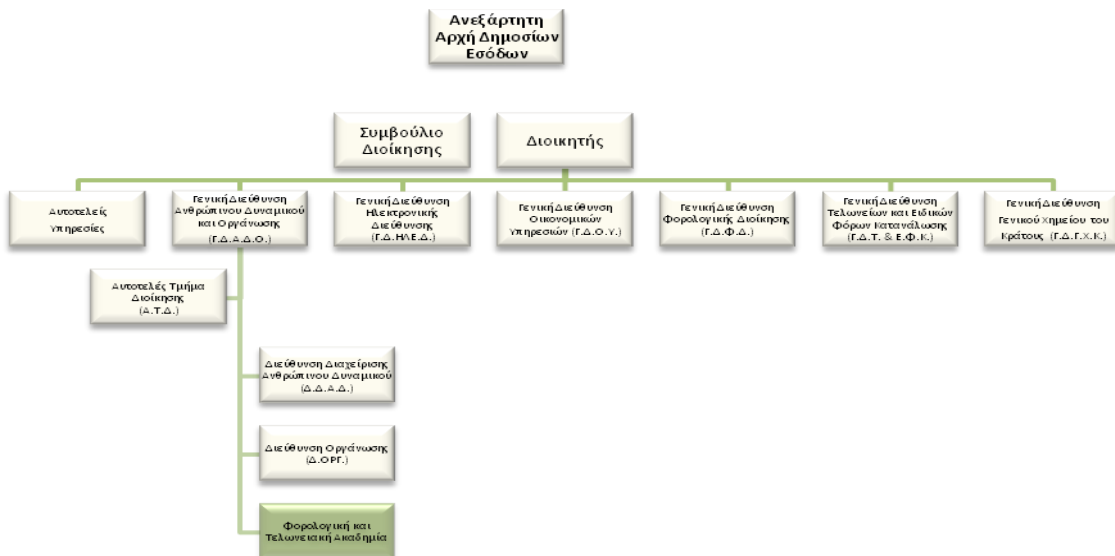 Ανεξάρτητη
Αρχή Δημοσίων
Εσόδων
Συμβούλιο
Διοίκησης
Διοικητής
Αυτοτελείς
Υπηρεσίες
Γενική Διεύθυνση
Ανθρώπινου Δυναμικού
και Οργάνωσης
(Γ.Δ.Α.Δ.Ο.)
Γενική Διεύθυνση
Ηλεκτρονικής
Διεύθυνσης
(Γ.Δ.ΗΛΕ.Δ.)
Γενική Διεύθυνση
Οικονομικών
Υπηρεσιών (Γ.Δ.Ο.Υ.)
Γενική Διεύθυνση
Φορολογικής Διοίκησης
(Γ.Δ.Φ.Δ.)
Γενική Διεύθυνση
Τελωνείων και Ειδικών
Φόρων Κατανάλωσης
(Γ.Δ.Τ. & Ε.Φ.Κ.)
Γενική Διεύθυνση
Γενικού Χημείου του
Κράτους (Γ.Δ.Γ.Χ.Κ.)
Αυτοτελές Τμήμα
Διοίκησης
(Α.Τ.Δ.)
Διεύθυνση Διαχείρισης
Ανθρώπινου Δυναμικού
(Δ.Δ.Α.Δ.)
Διεύθυνση Οργάνωσης
(Δ.ΟΡΓ.)
Φορολογική και
Τελωνειακή Ακαδημία